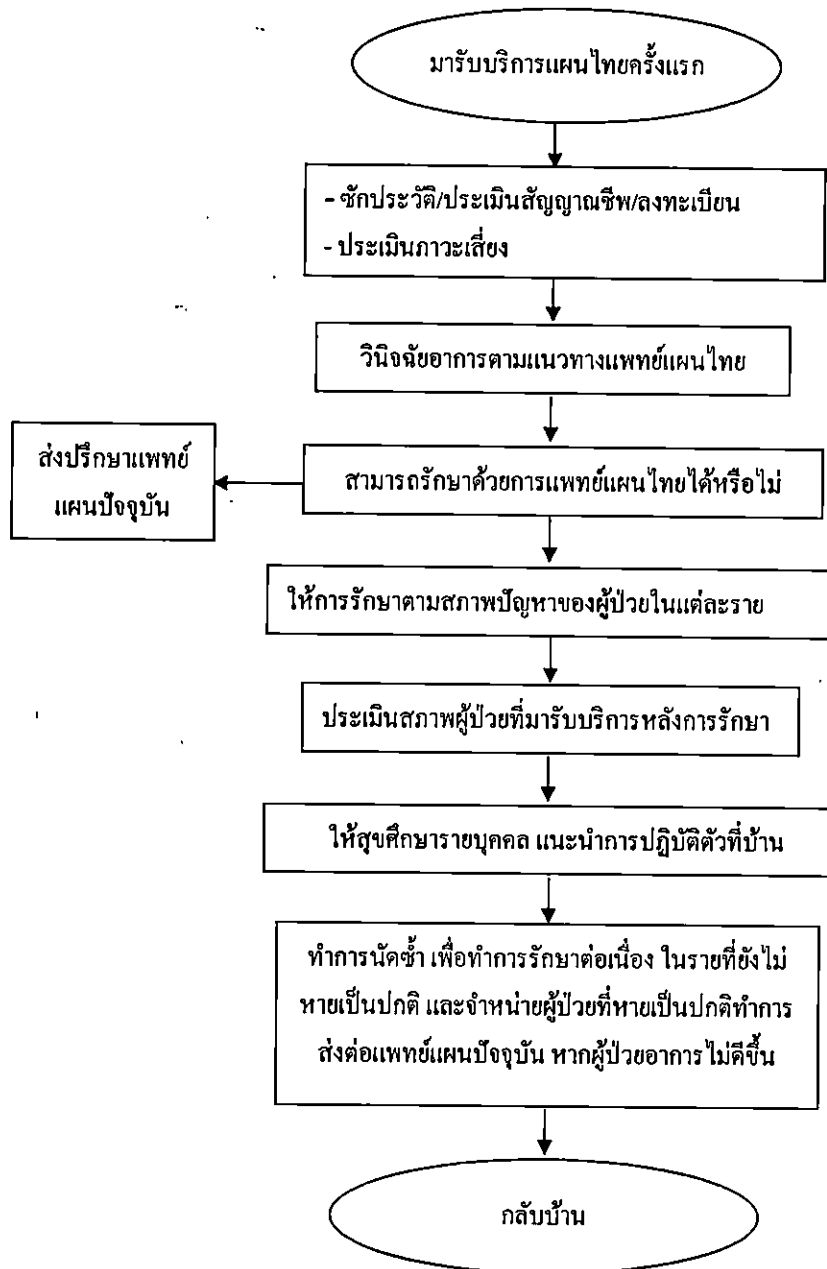 มารับบริการแผนไทยครั้งแรก
- ซักประวัติ/ประเมินสัญญาณชีพ/ลงทะเบียน
- ประเมินภาวะเสี่ยง
วินิจฉัยอาการตามแนวทางแพทย์แผนไทย
สามารถรักษาด้วยการแพทย์แผนไทยได้หรือไม่
ส่งปรึกษาแพทย์
แผนปัจจุบัน
ให้การรักษาตามสภาพปัญหาของผู้ป่วยในแต่ละราย
ประเมินสภาพผู้ป่วยที่มารับบริการหลังการรักษา
ให้สุขศึกษารายบุคคล แนะนำการปฏิบัติตัวที่บ้าน
ทำการนัดซ้ำ เพื่อทำการรักษาต่อเนื่อง ในรายที่ยังไม่
หายเป็นปกติ และจำหน่ายผู้ป่วยที่หายเป็นปกติทำการ
ส่งต่อแพทย์แผนปัจจุบัน หากผู้ป่วยอาการไม่ดีขึ้น
กลับบ้าน